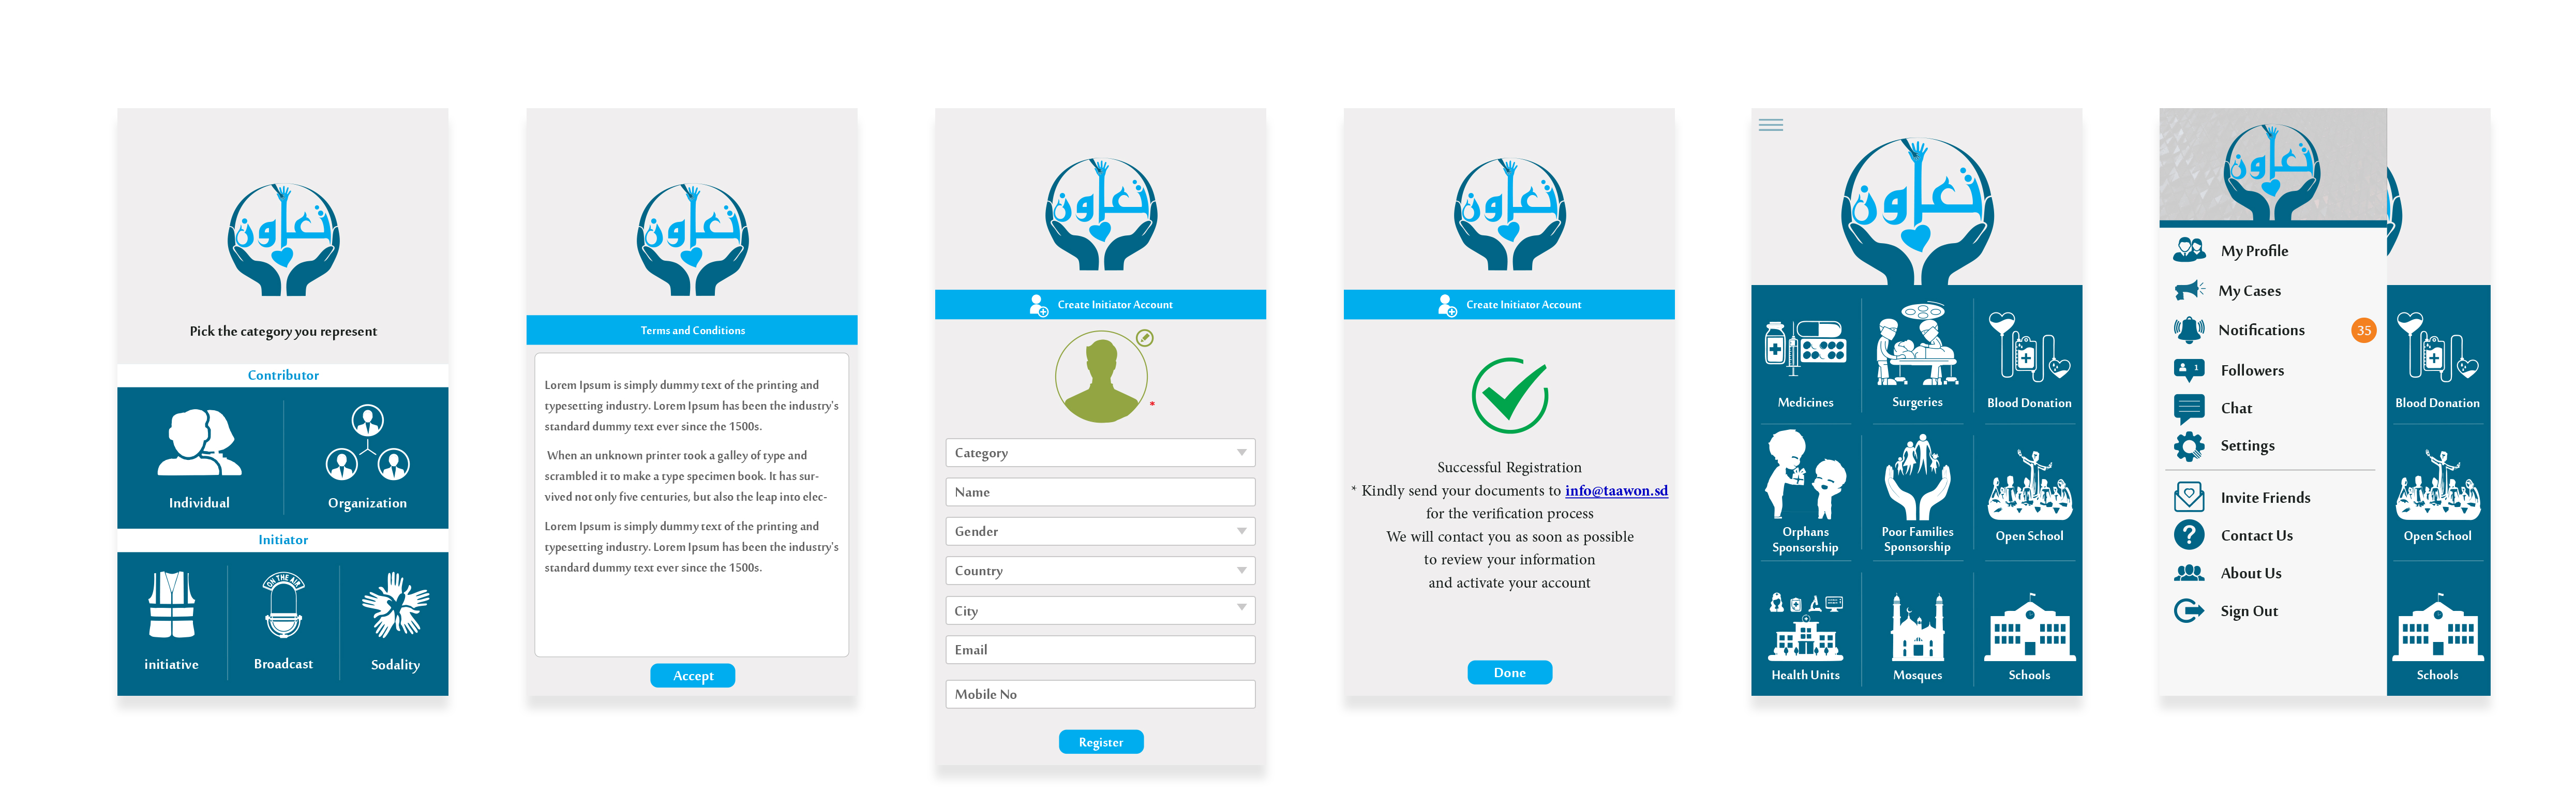 تعاون
Pick the category you represent
Contributor
Individual
Organization
Initiator
initiative
Broadcast
ON THE AIR
Sodality
تعاون
Terms and Conditions
Lorem Ipsum is simply dummy text of the printing and
typesetting industry. Lorem Ipsum has been the industry's
standard dummy text ever since the 1500s.
When an unknown printer took a galley of type and
scrambled it to make a type specimen book. It has sur-
vived not only five centuries, but also the leap into elec-
Lorem Ipsum is simply dummy text of the printing and
typesetting industry. Lorem Ipsum has been the industry's
standard dummy text ever since the 1500s.
Accept
تعاون
Create Initiator Account
*
Category
Name
Gender
Country
City
Email
Mobile No
Register
تعاون
Create Initiator Account
Successful Registration
* Kindly send your documents to info@taawon.sd
for the verification process
We will contact you as soon as possible
to review your information
and activate your account
Done
تعاون
Medicines
Surgeries
Blood Donation
Orphans
Sponsorship
Poor Families
Sponsorship
Open School
Health Units
Mosques
Schools
تعاون
My Profile
My Cases
Notifications
35
Followers
1
Chat
Settings
Invite Friends
?
Contact Us
About Us
Sign Out
Blood Donation
Open School
Schools